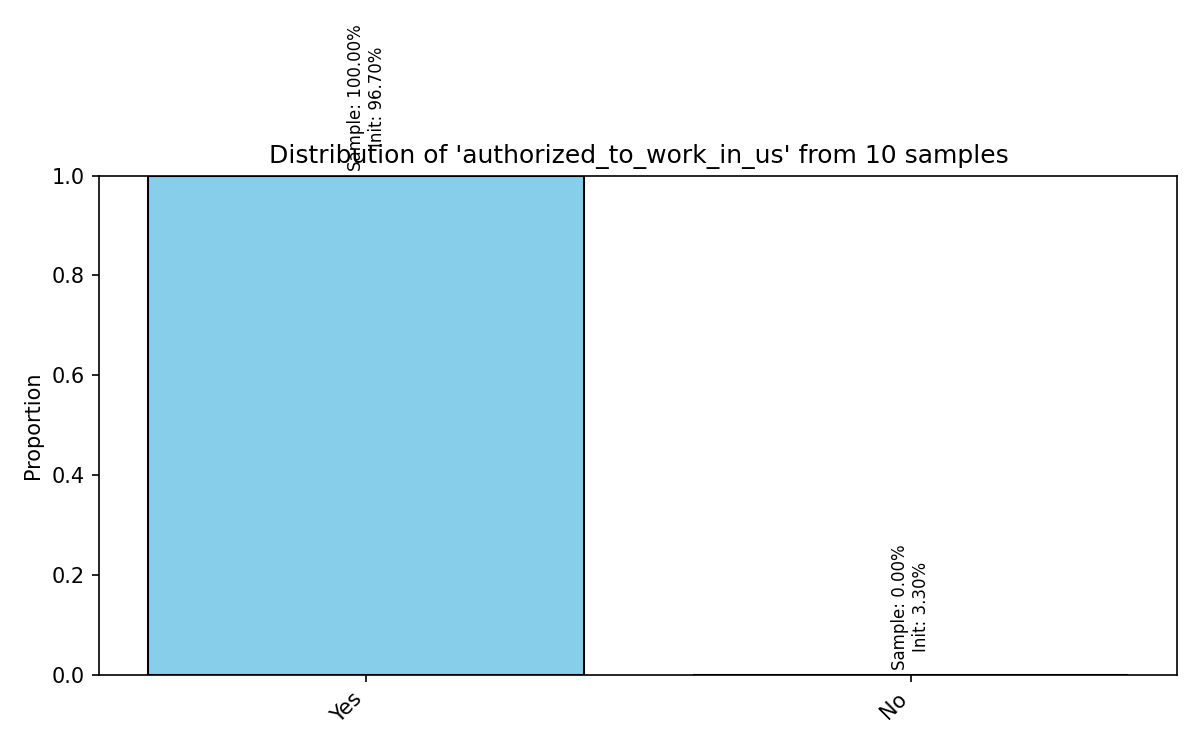 Sample: 100.00%
Init: 96.70%
Distribution of 'authorized_to_work_in_us' from 10 samples
1.0
0.8
0.6
0.4
0.2
0.0
Proportion
Sample: 0.00%
Init: 3.30%
Yes
No